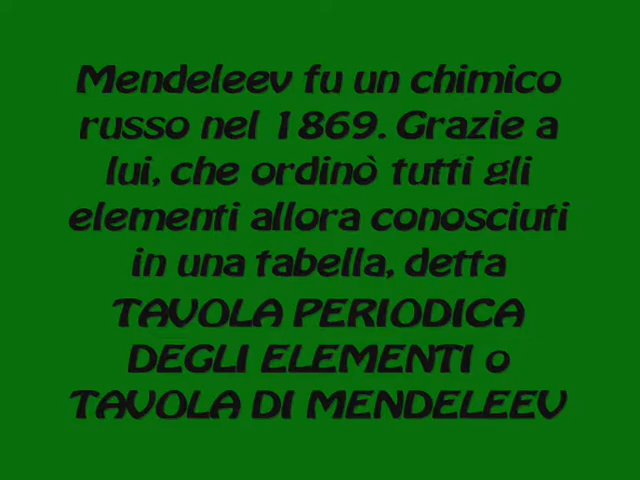 Mendeleev fu un chimico
russo nel 1869. Grazie a
lui, che ordinò tutti gli
elementi allora conosciuti
in una tabella, detta
TAVOLA PERIODICA
DEGLI ELEMENTI o
TAVOLA DI MENDELEEV